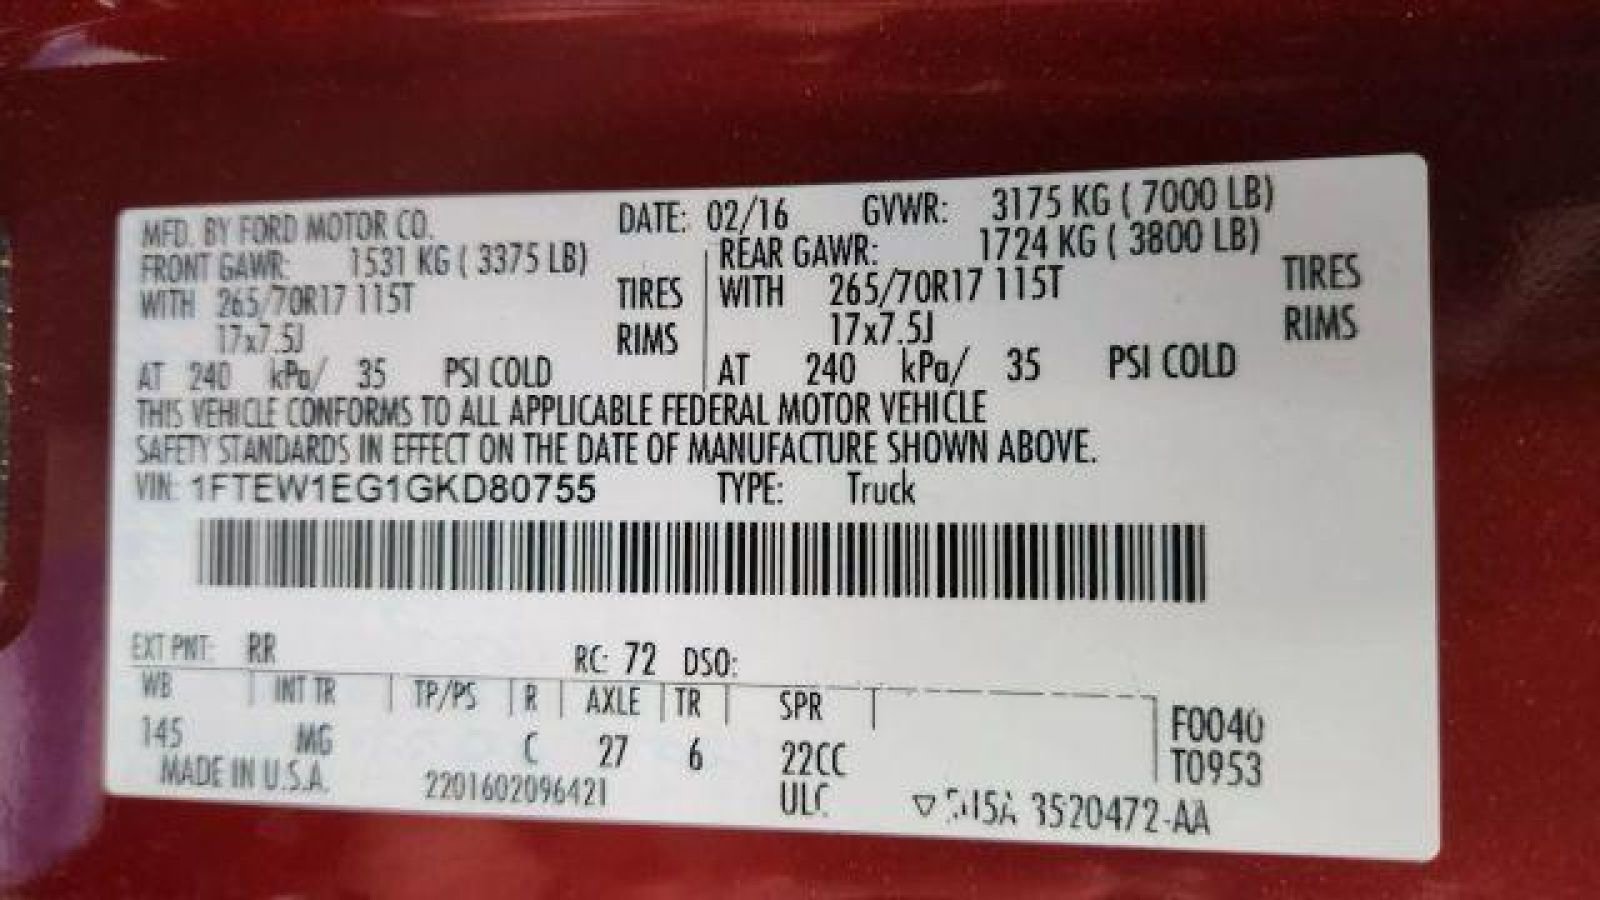 MFD. BY FORD MOTOR CO. DATE: 02/16 GVWR: 3175 KG ( 7000 LB)
FRONT GAWR: 1531 KG ( 3375 LB) REAR GAWR: 1724 KG ( 3800 LB)
WITH 265/70R17 115T TIRES WITH 265/70R17 115T TIRES
17x7.5J RIMS 17x7.5J RIMS
AT 240 kPa/ 35 PSI COLD AT 240 kPa/ 35 PSI COLD
THIS VEHICLE CONFORMS TO ALL APPLICABLE FEDERAL MOTOR VEHICLE
SAFETY STANDARDS IN EFFECT ON THE DATE OF MANUFACTURE SHOWN ABOVE.
VIN: 1FTEW1EG1GKD80755 TYPE: Truck
EXT PNT: RR RC: 72 DSO:
WB INT TR TP/PS R AXLE TR SPR F0040
145 MG C 27 6 22CC T0953
MADE IN U.S.A. 2201602096421 ULC 3520472-AA